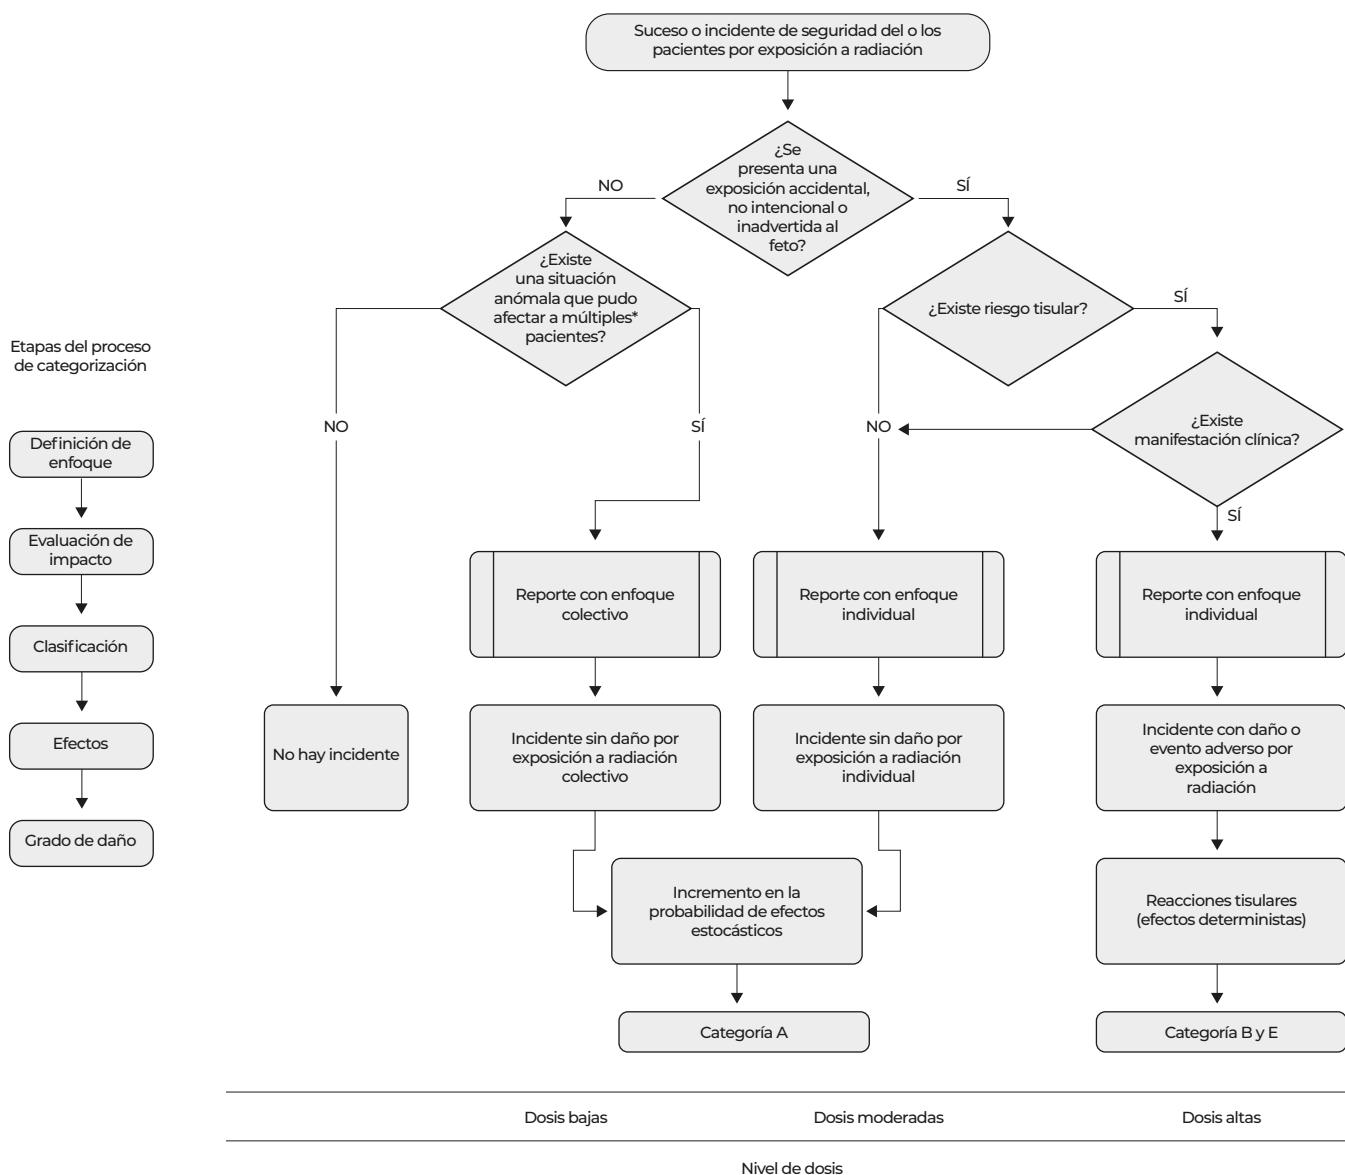 Suceso o incidente de seguridad del o los
pacientes por exposición a radiación
¿Se
presenta una
exposición accidental,
no intencional o
inadvertida al
feto?
NO
SÍ
¿Existe
una situación
anómala que pudo
afectar a múltiples*
pacientes?
¿Existe riesgo tisular?
SÍ
Etapas del proceso
de categorización
NO
SÍ
NO
¿Existe
manifestación clínica?
SÍ
Definición de
enfoque
Evaluación de
impacto
Clasificación
Efectos
Grado de daño
Reporte con enfoque
colectivo
Reporte con enfoque
individual
Reporte con enfoque
individual
No hay incidente
Incidente sin daño por
exposición a radiación
colectivo
Incidente sin daño por
exposición a radiación
individual
Incidente con daño o
evento adverso por
exposición a
radiación
Incremento en la
probabilidad de efectos
estocásticos
Reacciones tisulares
(efectos deterministas)
Categoría A
Categoría B y E
Dosis bajas
Dosis moderadas
Dosis altas
Nivel de dosis